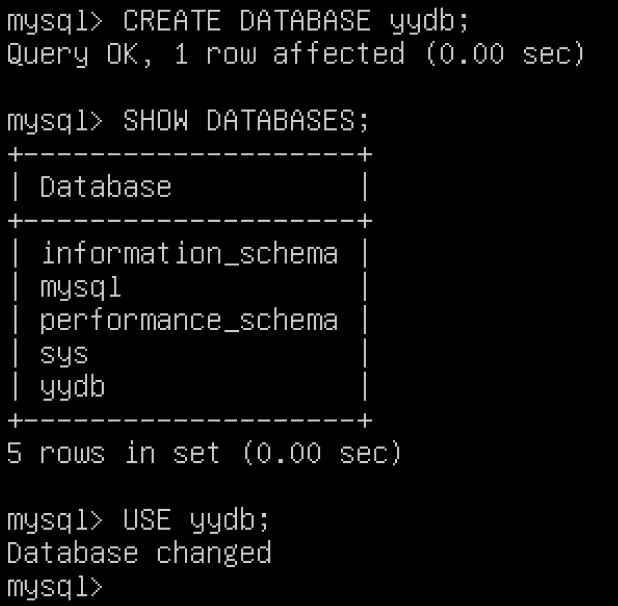 mysql> CREATE DATABASE yydb;
Query OK, 1 row affected (0.00 sec)

mysql> SHOW DATABASES;
+--------------------+
| Database           |
+--------------------+
| information_schema |
| mysql              |
| performance_schema |
| sys                |
| yydb               |
+--------------------+
5 rows in set (0.00 sec)

mysql> USE yydb;
Database changed
mysql>